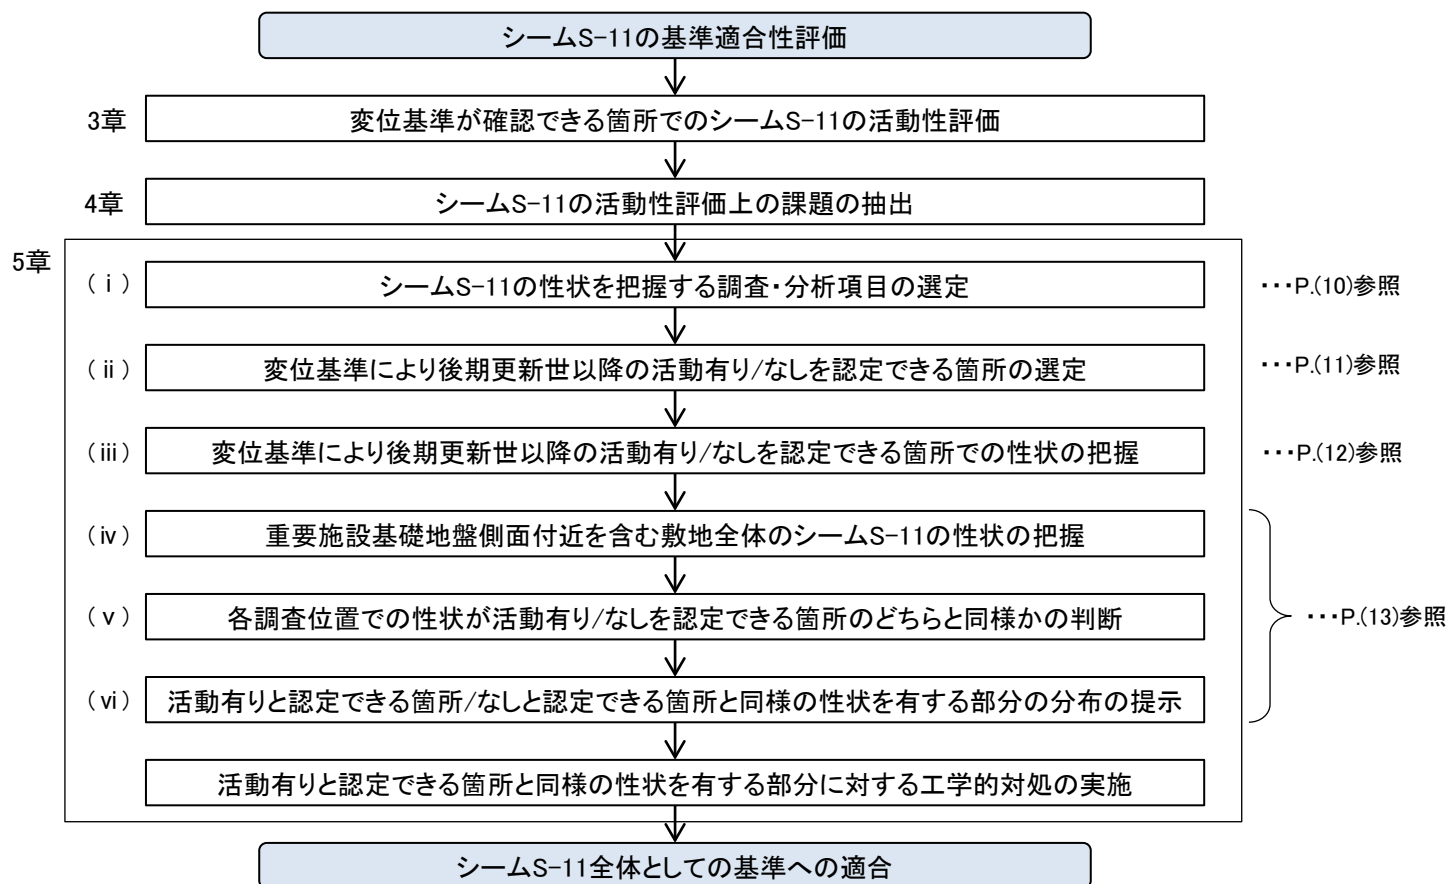 シームS-11の基準適合性評価
3章
変位基準が確認できる箇所でのシームS-11の活動性評価
4章
シームS-11の活動性評価上の課題の抽出
5章
(ⅰ)
シームS-11の性状を把握する調査・分析項目の選定
・・・P.(10)参照
(ⅱ)
変位基準により後期更新世以降の活動有り/なしを認定できる箇所の選定
・・・P.(11)参照
(ⅲ)
変位基準により後期更新世以降の活動有り/なしを認定できる箇所での性状の把握
・・・P.(12)参照
(ⅳ)
重要施設基礎地盤側面付近を含む敷地全体のシームS-11の性状の把握
(ⅴ)
各調査位置での性状が活動有り/なしを認定できる箇所のどちらと同様かの判断
・・・P.(13)参照
(ⅵ)
活動有りと認定できる箇所/なしと認定できる箇所と同様の性状を有する部分の分布の提示
活動有りと認定できる箇所と同様の性状を有する部分に対する工学的対処の実施
シームS-11全体としての基準への適合